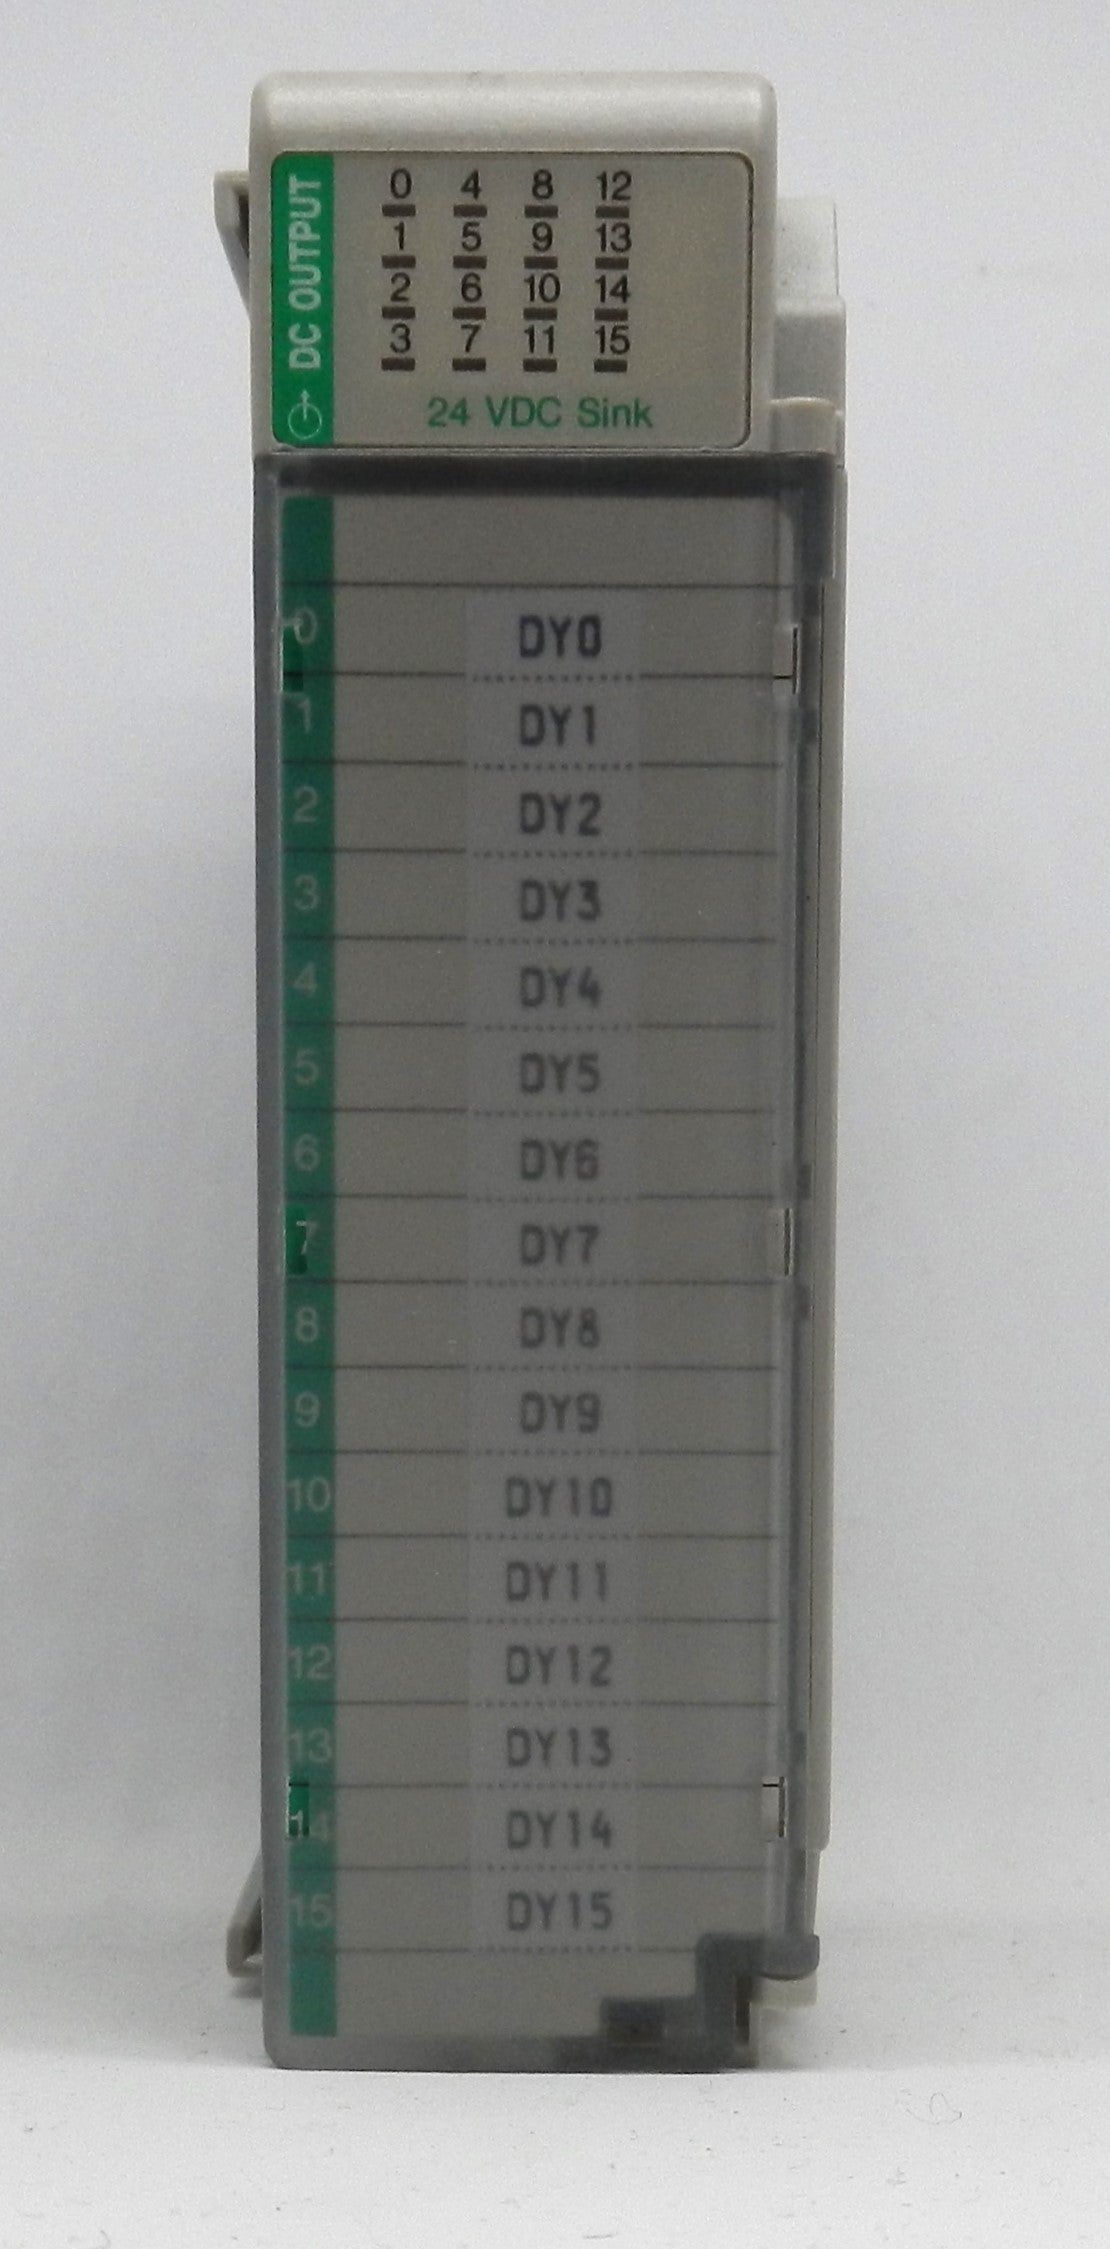 DC OUTPUT
0 4 8 12
1 5 9 13
2 6 10 14
3 7 11 15
24 VDC Sink
0 DY0
1 DY1
2 DY2
3 DY3
4 DY4
5 DY5
6 DY6
7 DY7
8 DY8
9 DY9
10 DY10
11 DY11
12 DY12
13 DY13
14 DY14
15 DY15